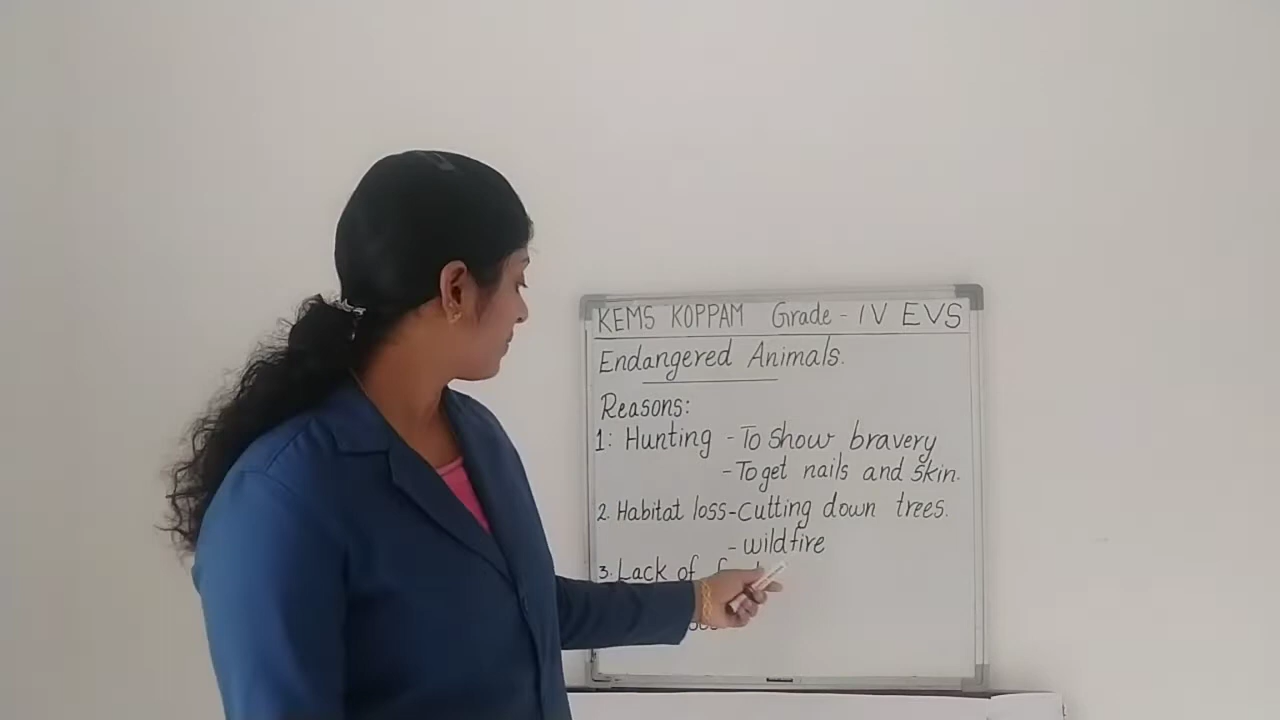 KEMS KOPPAM Grade - IV EVS
Endangered Animals.
Reasons:
1: Hunting - To show bravery
- To get nails and skin.
2. Habitat loss - Cutting down trees.
- wildfire
3. Lack of